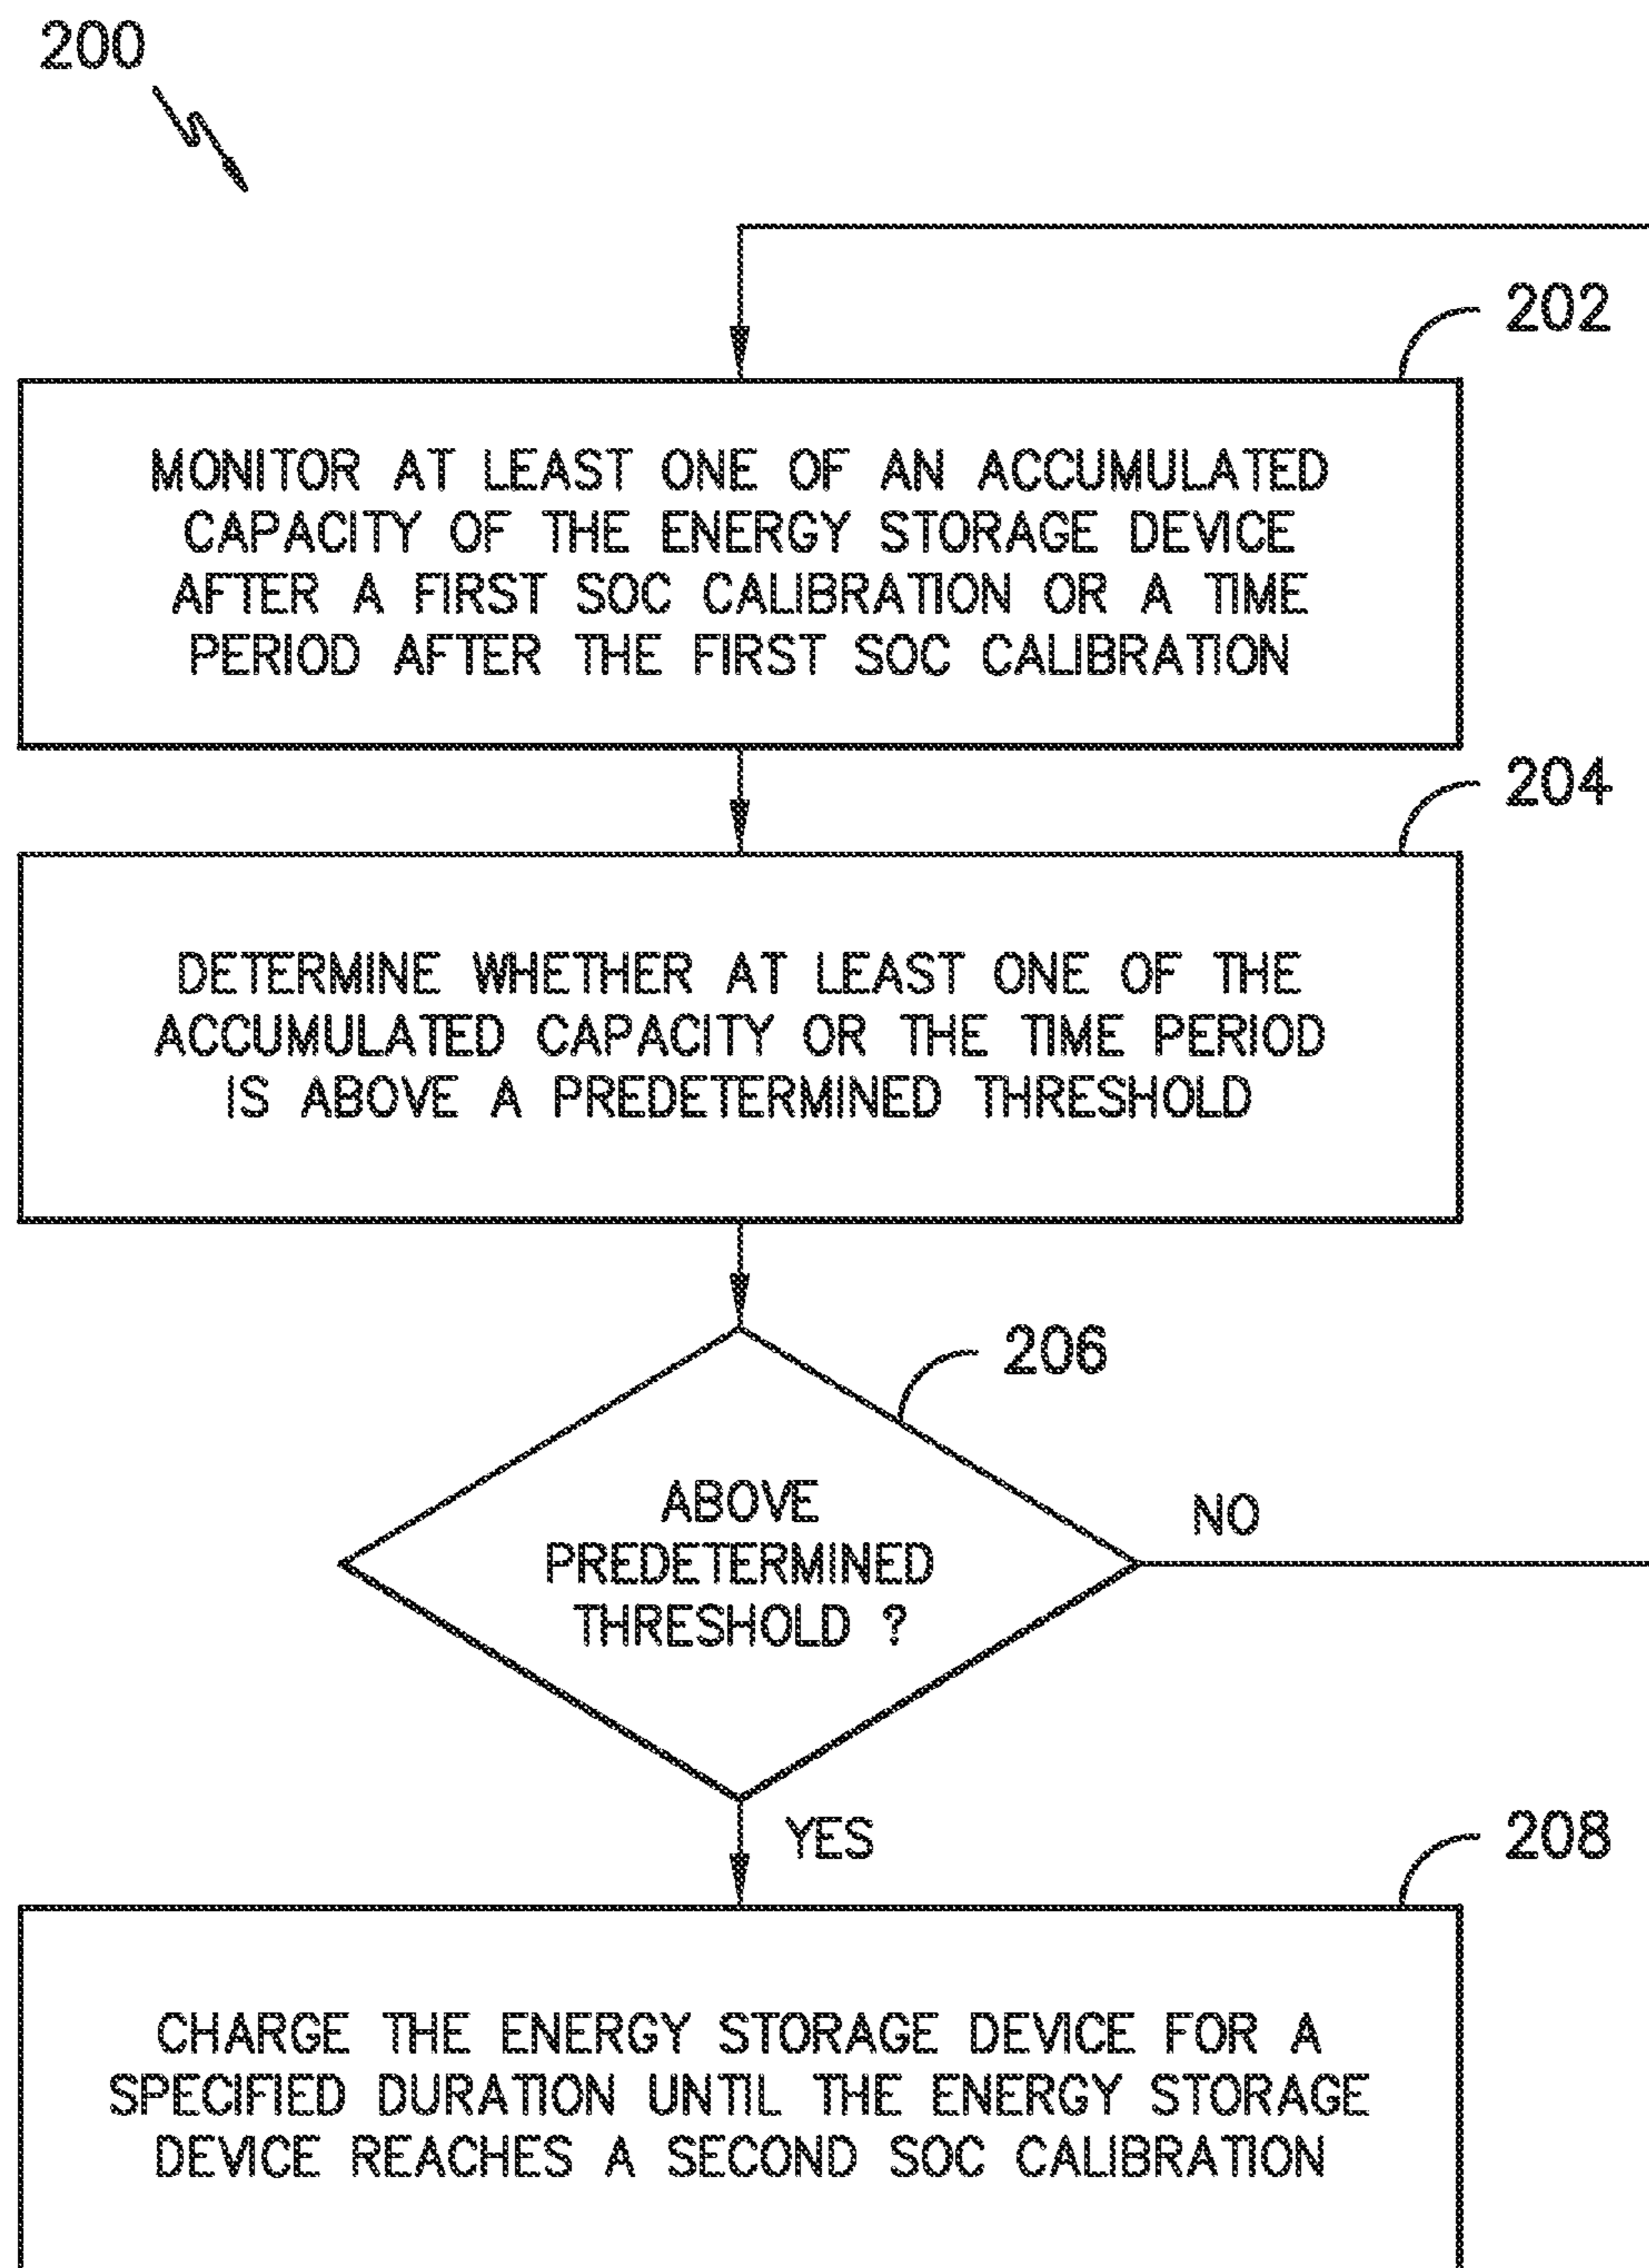 200
202
MONITOR AT LEAST ONE OF AN ACCUMULATED
CAPACITY OF THE ENERGY STORAGE DEVICE
AFTER A FIRST SOC CALIBRATION OR A TIME
PERIOD AFTER THE FIRST SOC CALIBRATION
204
DETERMINE WHETHER AT LEAST ONE OF THE
ACCUMULATED CAPACITY OR THE TIME PERIOD
IS ABOVE A PREDETERMINED THRESHOLD
206
ABOVE
PREDETERMINED
THRESHOLD ?
NO
YES
208
CHARGE THE ENERGY STORAGE DEVICE FOR A
SPECIFIED DURATION UNTIL THE ENERGY STORAGE
DEVICE REACHES A SECOND SOC CALIBRATION